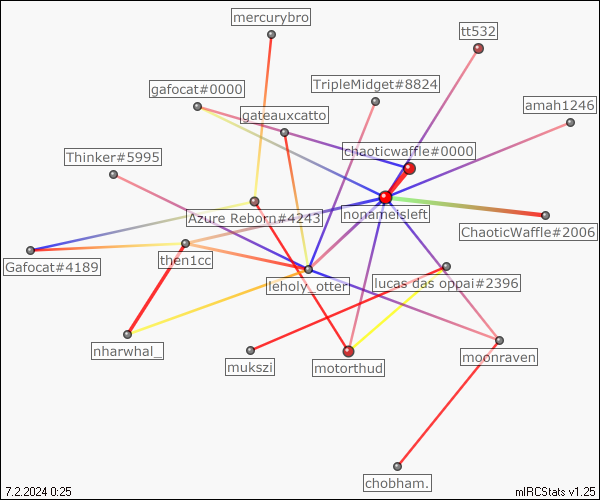 mercurybro
tt532
gafocat#0000
TripleMidget#8824
amah1246
gateauxcatto
chaoticwaffle#0000
Thinker#5995
Azure Reborn#4243
nonameisleft
ChaoticWaffle#2006
Gafocat#4189
then1cc
lucas das oppai#2396
eholy_otter
nharwhal_
mukszi
motorthud
moonraven
chobham.
7.2.2024 0:25
mIRCStats v1.25